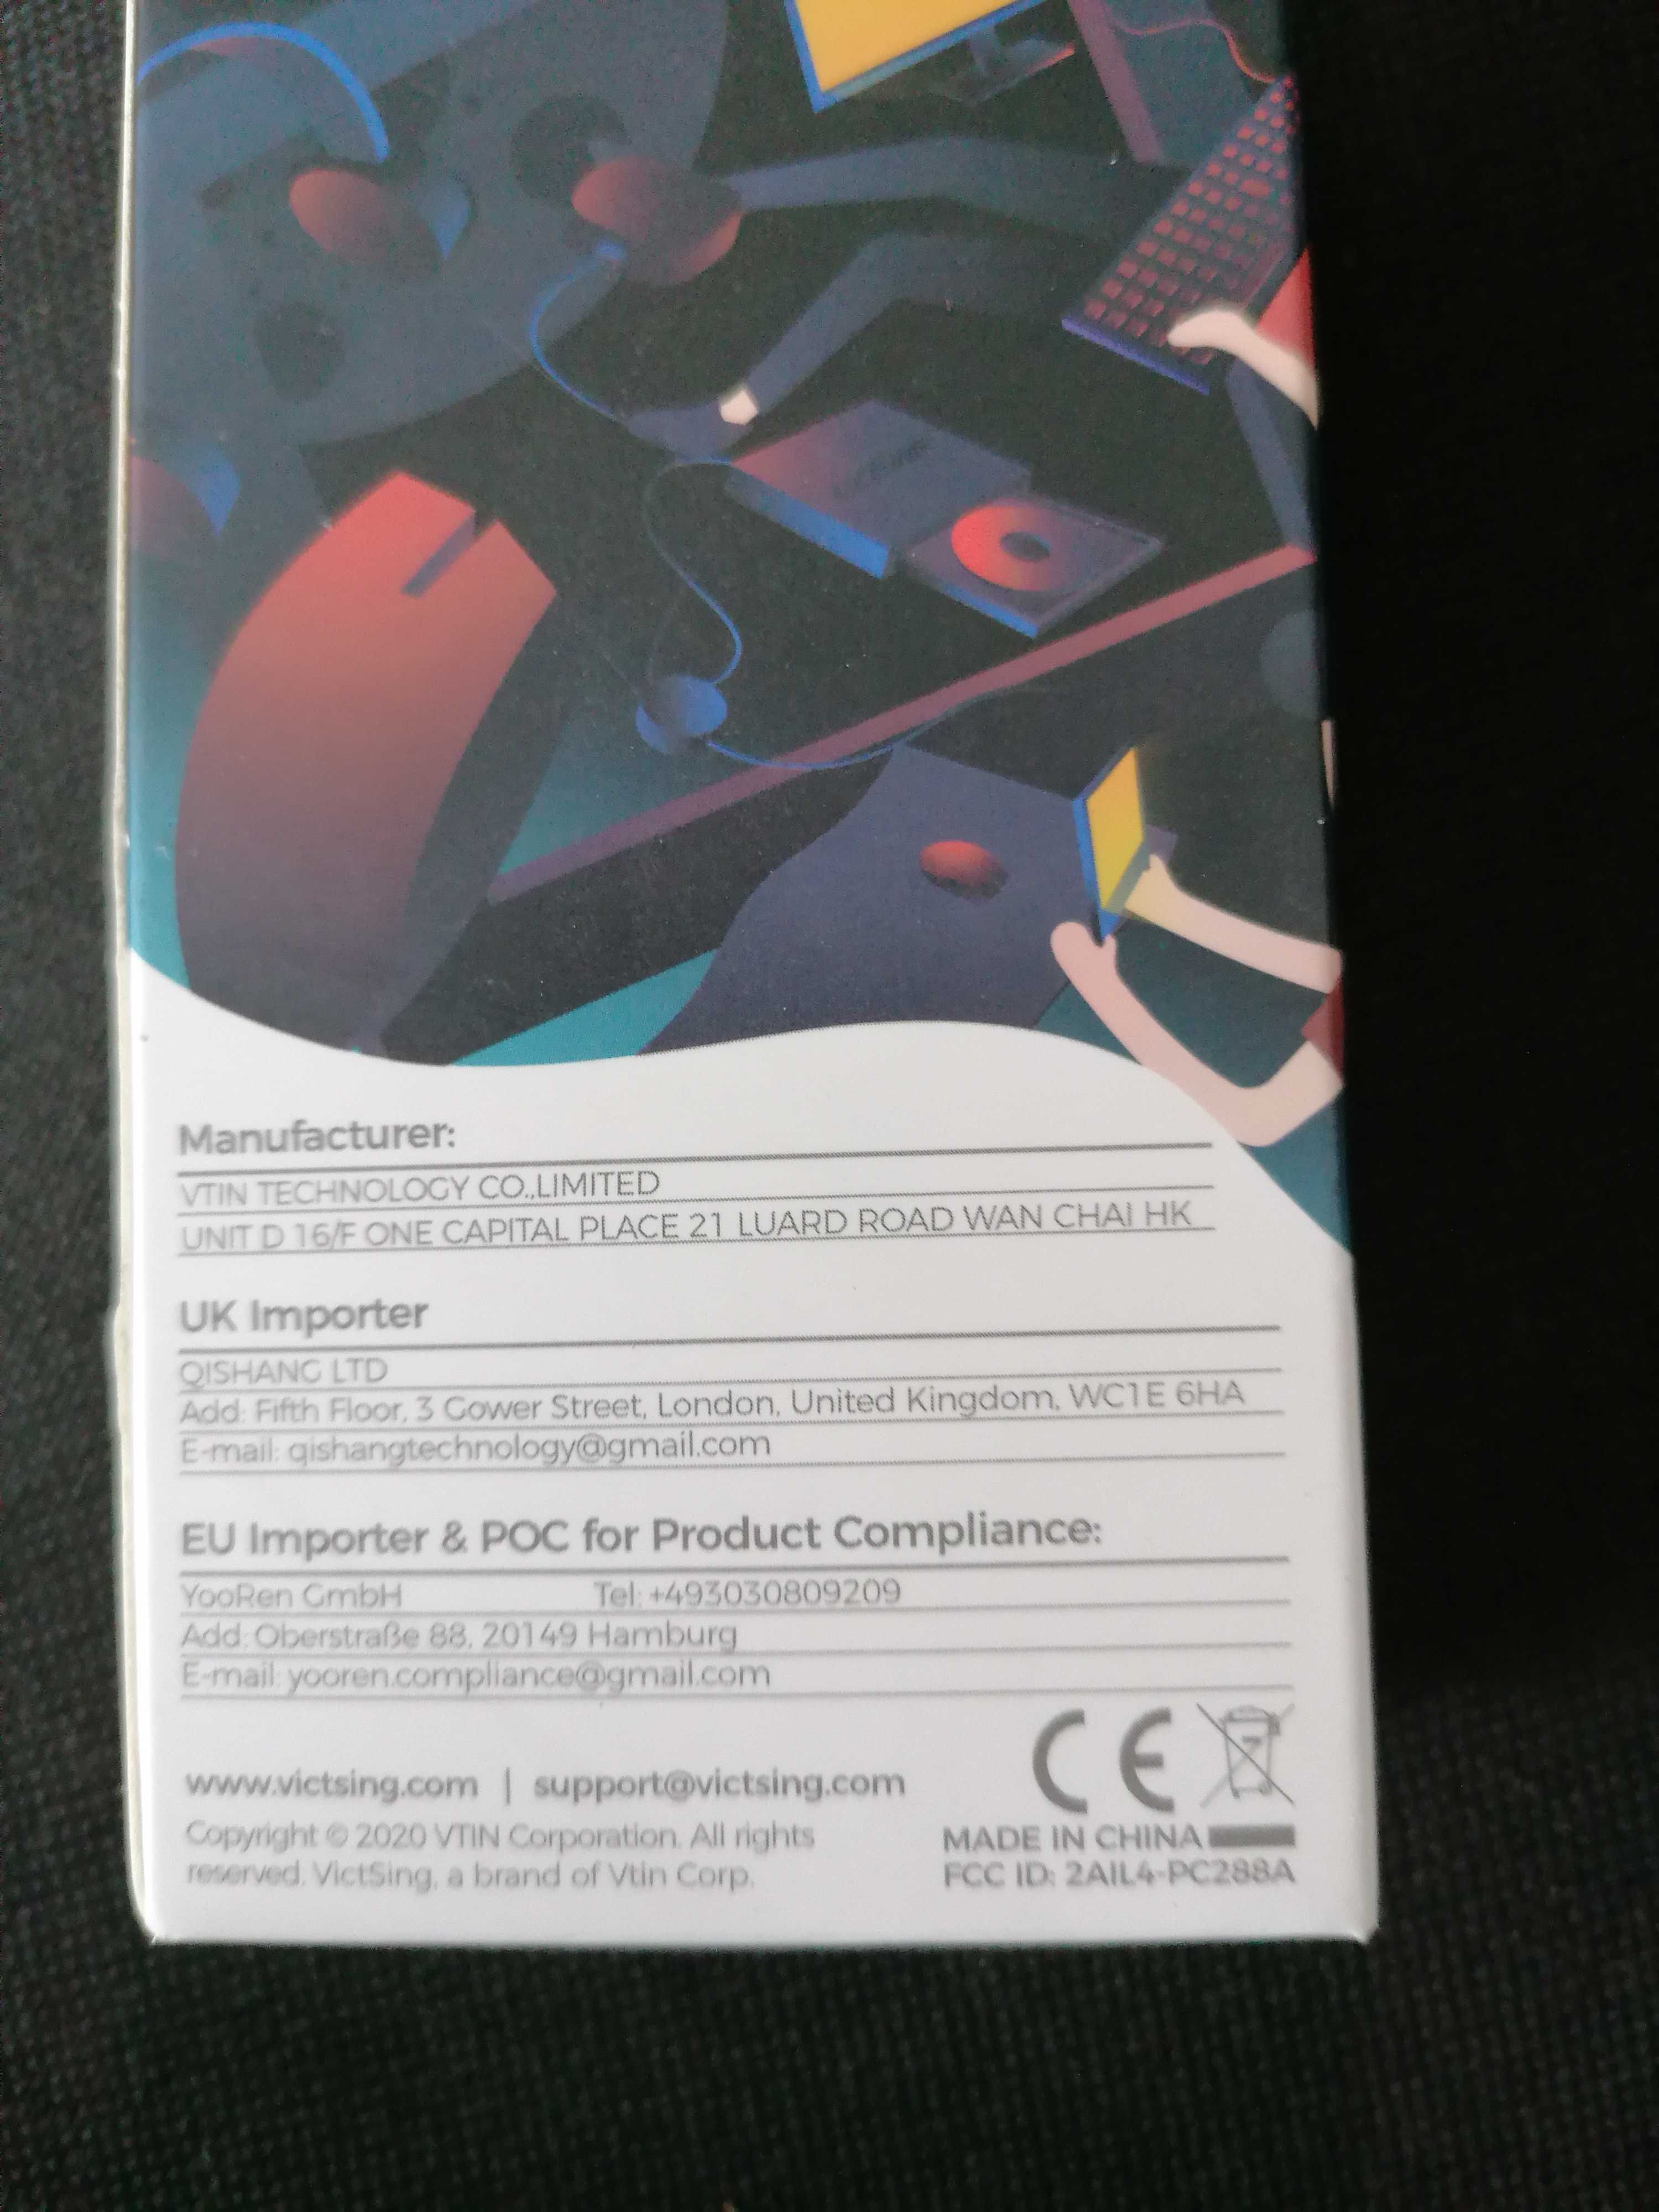 Manufacturer:
VTIN TECHNOLOGY CO.,LIMITED
UNIT D 16/F ONE CAPITAL PLACE 21 LUARD ROAD WAN CHAI HK
UK Importer
QISHANG LTD
Add: Fifth Floor, 3 Gower Street, London, United Kingdom, WC1E 6HA
E-mail: qishangtechnology@gmail.com
EU Importer & POC for Product Compliance:
YooRen GmbH Tel: +493030809209
Add: Oberstraße 88, 20149 Hamburg
E-mail: yooren.compliance@gmail.com
CE
www.victsing.com | support@victsing.com
Copyright © 2020 VTIN Corporation. All rights
reserved. VictSing, a brand of Vtin Corp.
MADE IN CHINA
FCC ID: 2AIL4-PC288A